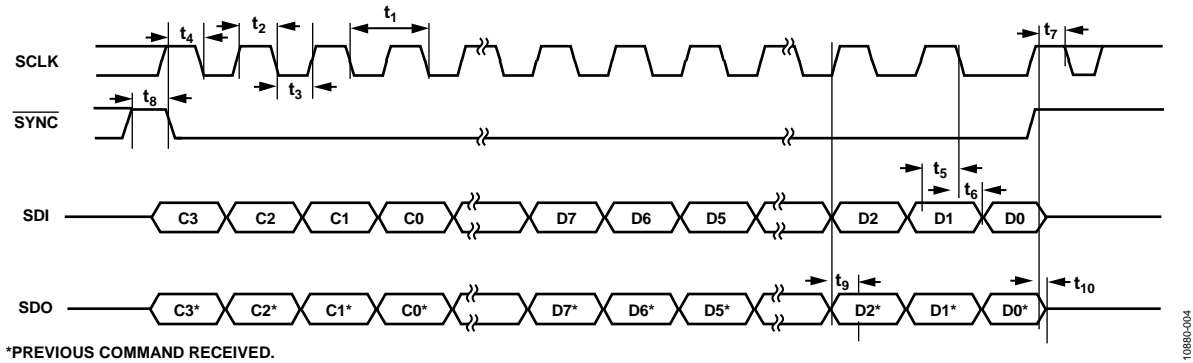 t4 t2 t1 t7
SCLK
t3
t8
SYNC
t5
t6
SDI C3 C2 C1 C0 D7 D6 D5 D2 D1 D0
t9 t10
SDO C3* C2* C1* C0* D7* D6* D5* D2* D1* D0*
*PREVIOUS COMMAND RECEIVED.
10880-004